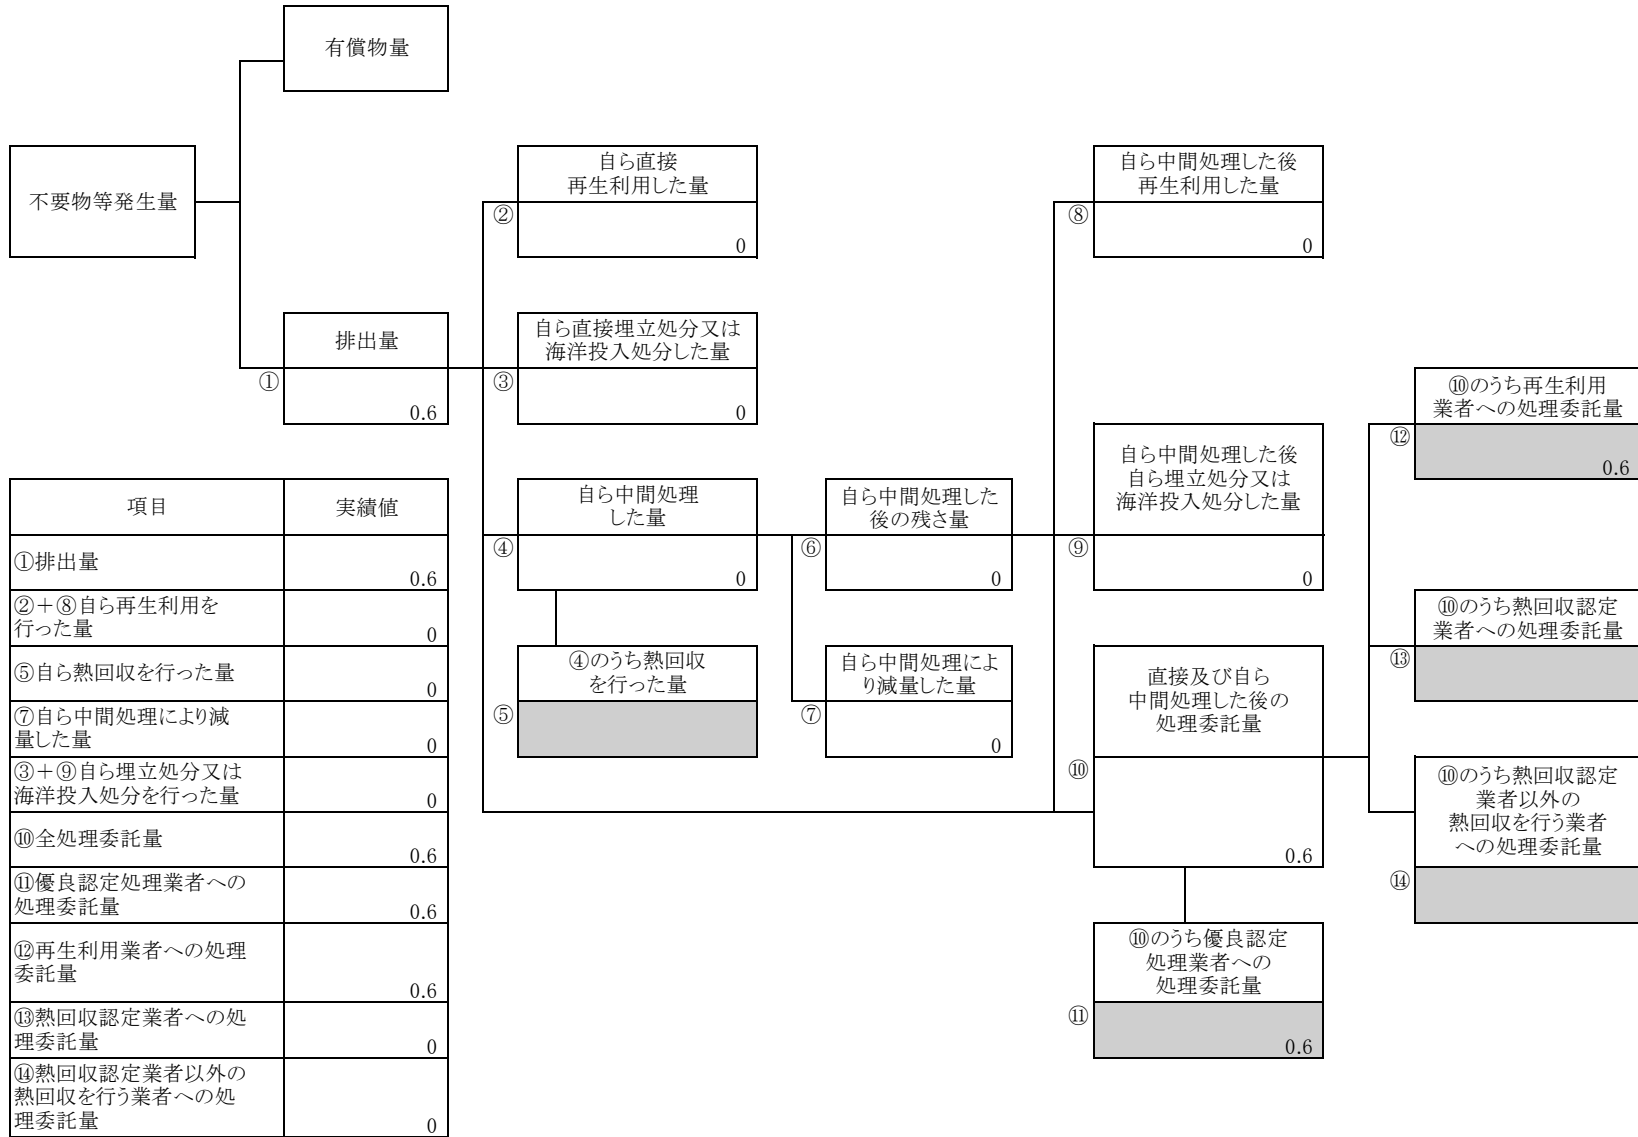 有償物量
不要物等発生量
自ら直接
再生利用した量
②
0
自ら中間処理した後
再生利用した量
⑧
0
排出量
①
0.6
自ら直接埋立処分又は
海洋投入処分した量
③
0
⑩のうち再生利用
業者への処理委託量
⑫
0.6
自ら中間処理
した量
④
0
自ら中間処理した
後の残さ量
⑥
0
自ら中間処理した後
自ら埋立処分又は
海洋投入処分した量
⑨
0
⑩のうち熱回収認定
業者への処理委託量
⑬
④のうち熱回収
を行った量
⑤
自ら中間処理によ
り減量した量
⑦
0
直接及び自ら
中間処理した後の
処理委託量
⑩
0.6
⑩のうち熱回収認定
業者以外の
熱回収を行う業者
への処理委託量
⑭
⑩のうち優良認定
処理業者への
処理委託量
⑪
0.6
項目 実績値
①排出量
0.6
②＋⑧自ら再生利用を
行った量
0
⑤自ら熱回収を行った量
0
⑦自ら中間処理により減
量した量
0
③＋⑨自ら埋立処分又は
海洋投入処分を行った量
0
⑩全処理委託量
0.6
⑪優良認定処理業者への
処理委託量
0.6
⑫再生利用業者への処理
委託量
0.6
⑬熱回収認定業者への処
理委託量
0
⑭熱回収認定業者以外の
熱回収を行う業者への処
理委託量
0